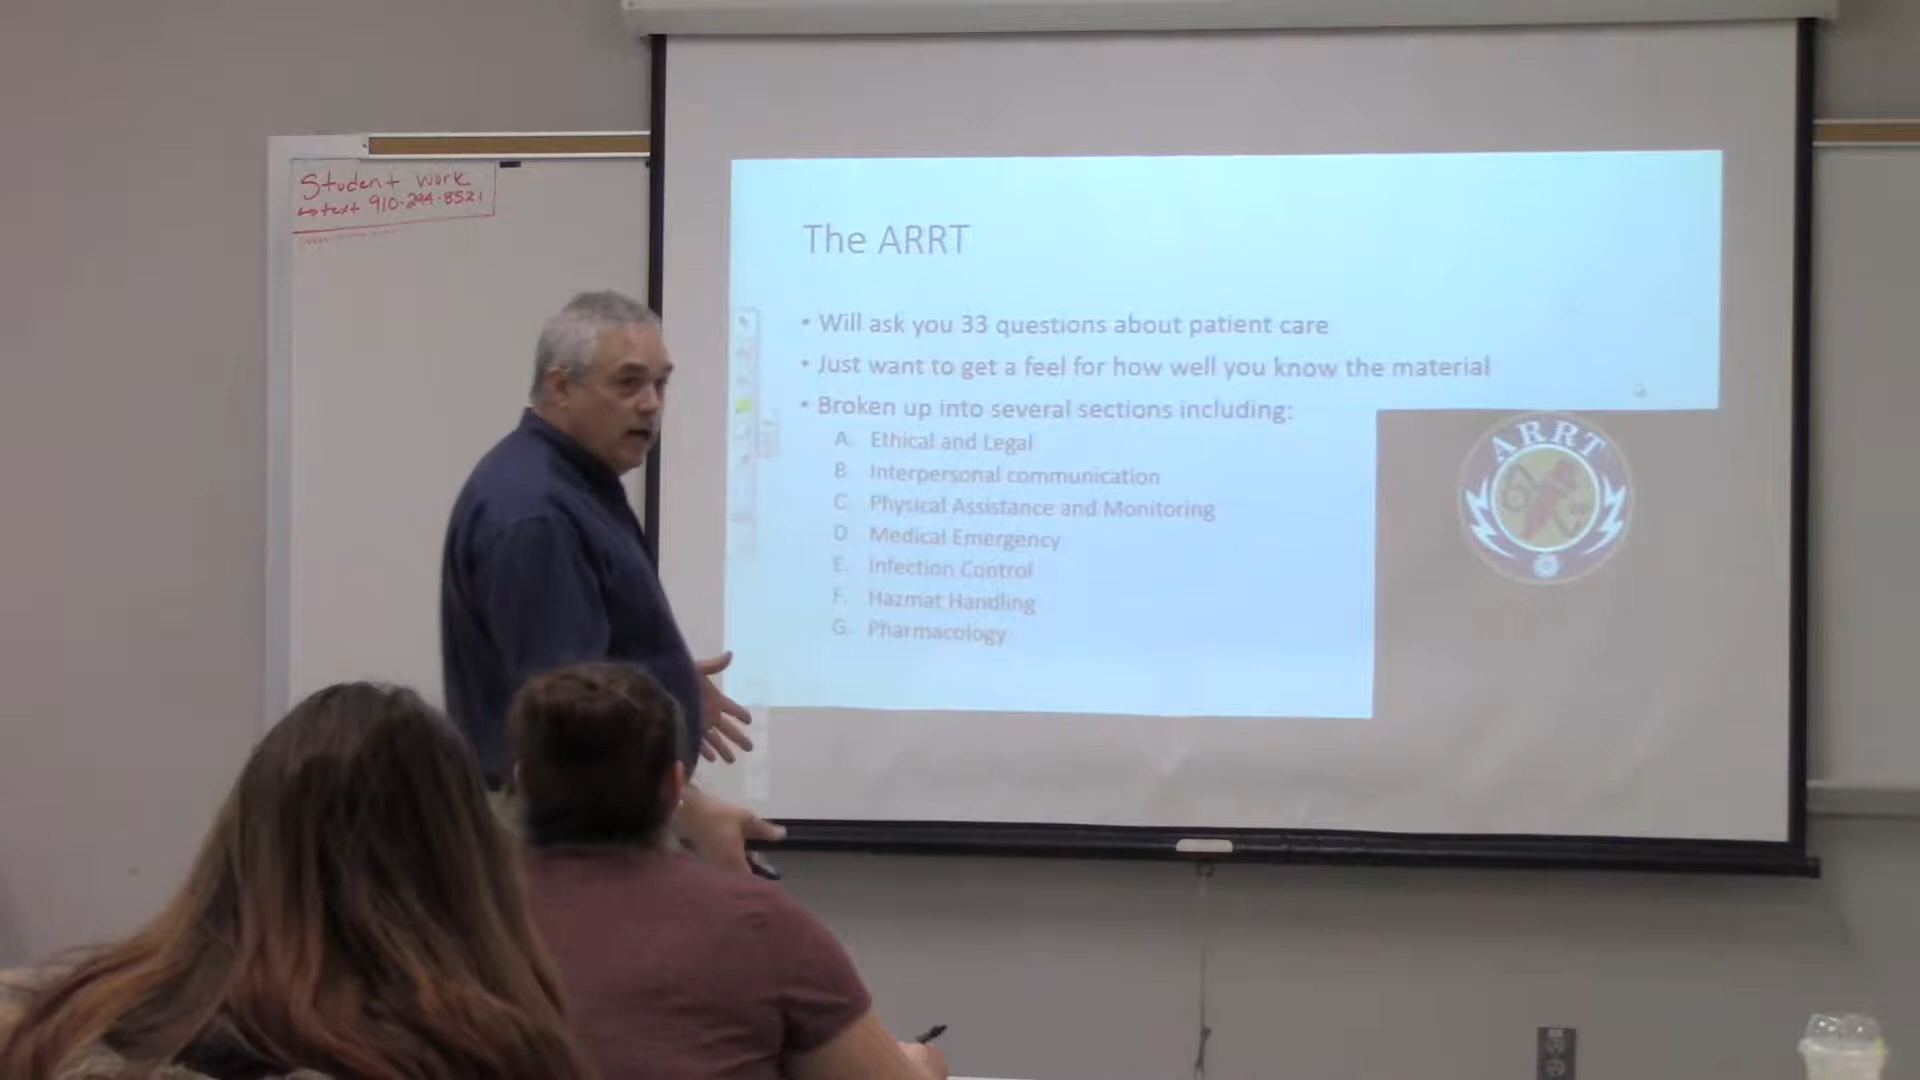 Student work
↳ text 910-294-8521
The ARRT
• Will ask you 33 questions about patient care
• Just want to get a feel for how well you know the material
• Broken up into several sections including:
A. Ethical and Legal
B. Interpersonal communication
C. Physical Assistance and Monitoring
D. Medical Emergency
E. Infection Control
F. Hazmat Handling
G. Pharmacology
ARRT